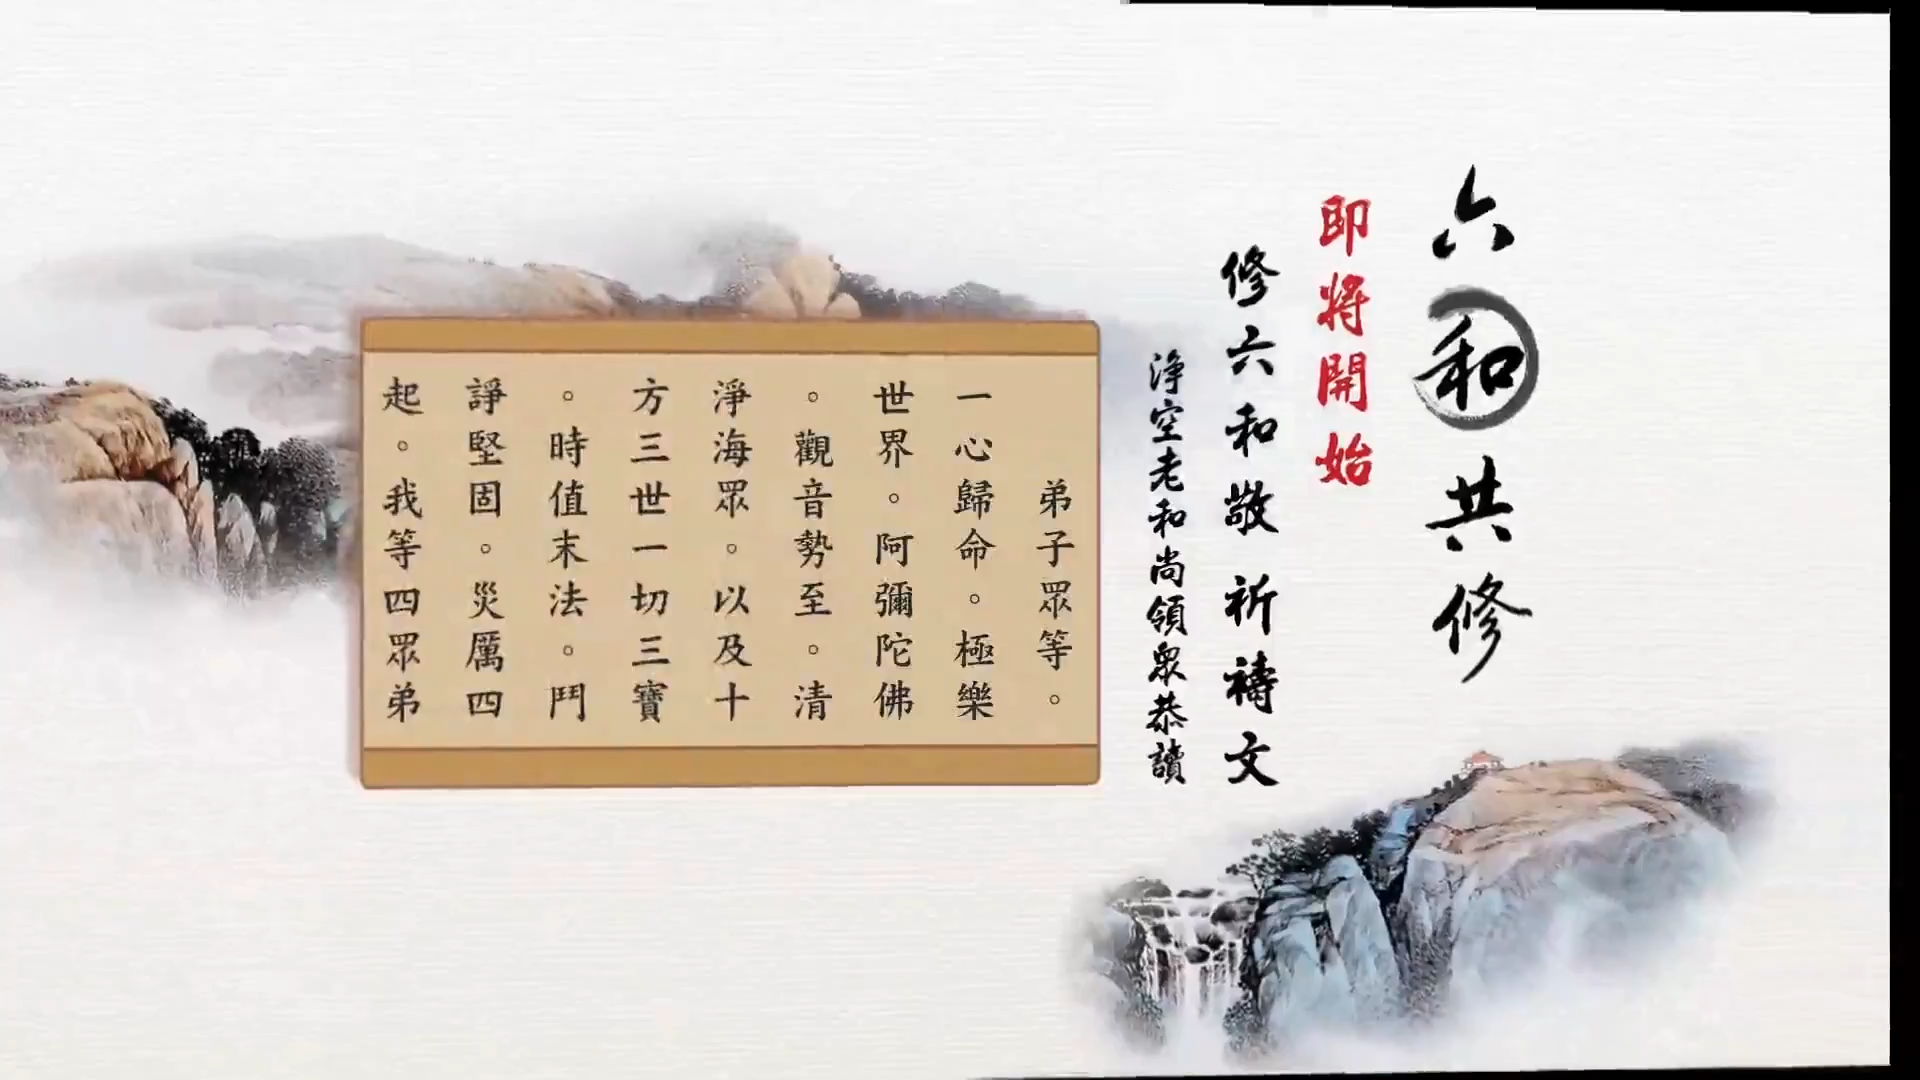 六和共修
即將開始
修六和敬祈禱文
淨空老和尚領眾恭讀
弟子眾等。
一心歸命。極樂
世界。阿彌陀佛
。觀音勢至。清
淨海眾。以及十
方三世一切三寶
。時值末法。鬥
諍堅固。災厲四
起。我等四眾弟